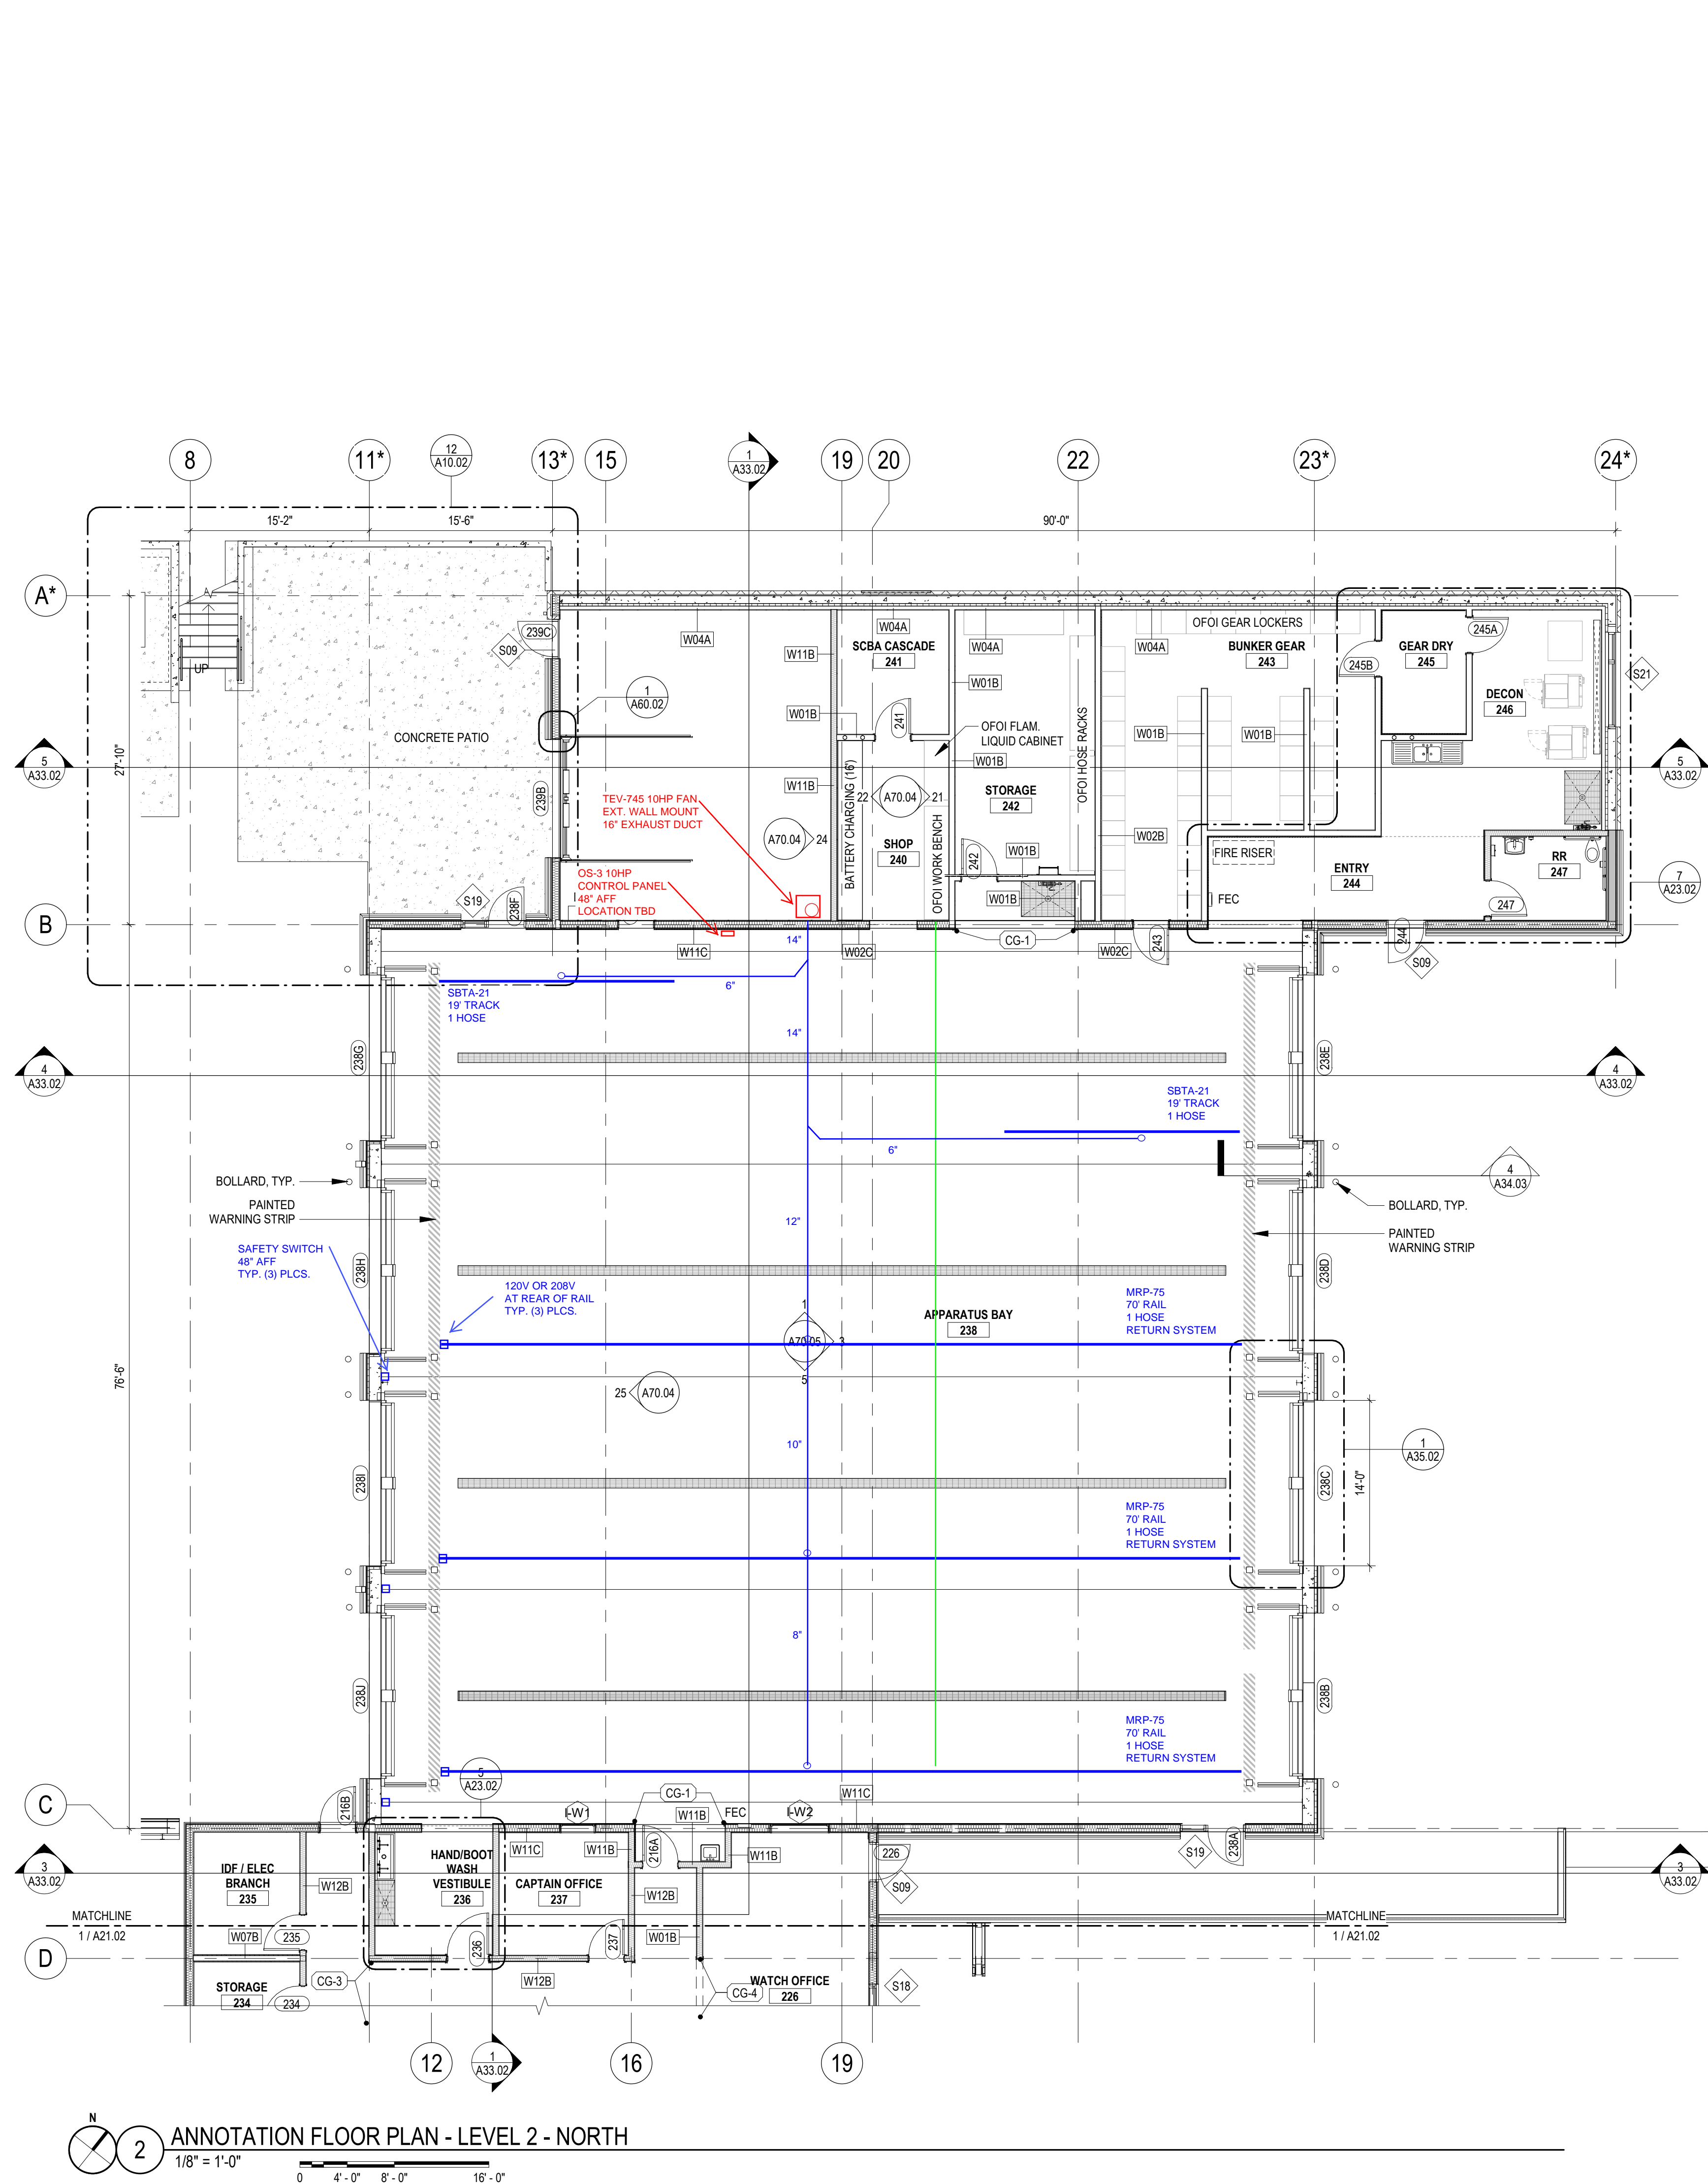 8
11*
12
A10.02
13*
15
1
A33.02
19
20
22
23*
24*
15'-2"
15'-6"
90'-0"
A*
UP
27'-10"
CONCRETE PATIO
239C
S09
1
A60.02
W04A
W11B
W04A
SCBA CASCADE
241
W04A
W01B
W01B
241
W04A
OFOI GEAR LOCKERS
BUNKER GEAR
243
245B
GEAR DRY
245
245A
DECON
246
S21
OFOI FLAM.
LIQUID CABINET
W01B
W01B
W01B
OFOI HOSE RACKS
5
A33.02
5
A33.02
239B
TEV-745 10HP FAN
EXT. WALL MOUNT
16" EXHAUST DUCT
W11B
BATTERY CHARGING (16')
22
A70.04
21
STORAGE
242
A70.04
24
SHOP
240
OFOI WORK BENCH
242
W01B
W01B
W02B
FIRE RISER
ENTRY
244
RR
247
247
FEC
7
A23.02
OS-3 10HP
CONTROL PANEL
48" AFF
LOCATION TBD
S19
238F
B
14"
W11C
W02C
CG-1
W02C
243
244
S09
6"
SBTA-21
19' TRACK
1 HOSE
14"
238G
238E
4
A33.02
4
A33.02
SBTA-21
19' TRACK
1 HOSE
6"
4
A34.03
BOLLARD, TYP.
PAINTED
WARNING STRIP
BOLLARD, TYP.
PAINTED
WARNING STRIP
12"
SAFETY SWITCH
48" AFF
TYP. (3) PLCS.
238H
238D
120V OR 208V
AT REAR OF RAIL
TYP. (3) PLCS.
MRP-75
70' RAIL
1 HOSE
RETURN SYSTEM
APPARATUS BAY
238
1
A70.05
3
5
76'-6"
25
A70.04
10"
1
A35.02
14'-0"
238I
238C
MRP-75
70' RAIL
1 HOSE
RETURN SYSTEM
8"
238J
238B
MRP-75
70' RAIL
1 HOSE
RETURN SYSTEM
5
A23.02
C
216B
I-W1
CG-1
W11B
FEC
I-W2
W11C
IDF / ELEC
BRANCH
235
W12B
HAND/BOOT
WASH
VESTIBULE
236
W11C
W11B
CAPTAIN OFFICE
237
216A
W11B
W12B
226
S09
S19
238A
3
A33.02
3
A33.02
MATCHLINE
1 / A21.02
MATCHLINE
1 / A21.02
W07B
235
236
237
W01B
D
STORAGE
234
234
CG-3
W12B
CG-4
WATCH OFFICE
226
S18
12
1
A33.02
16
19
N
2
ANNOTATION FLOOR PLAN - LEVEL 2 - NORTH
1/8" = 1'-0"
0
4' - 0"
8' - 0"
16' - 0"